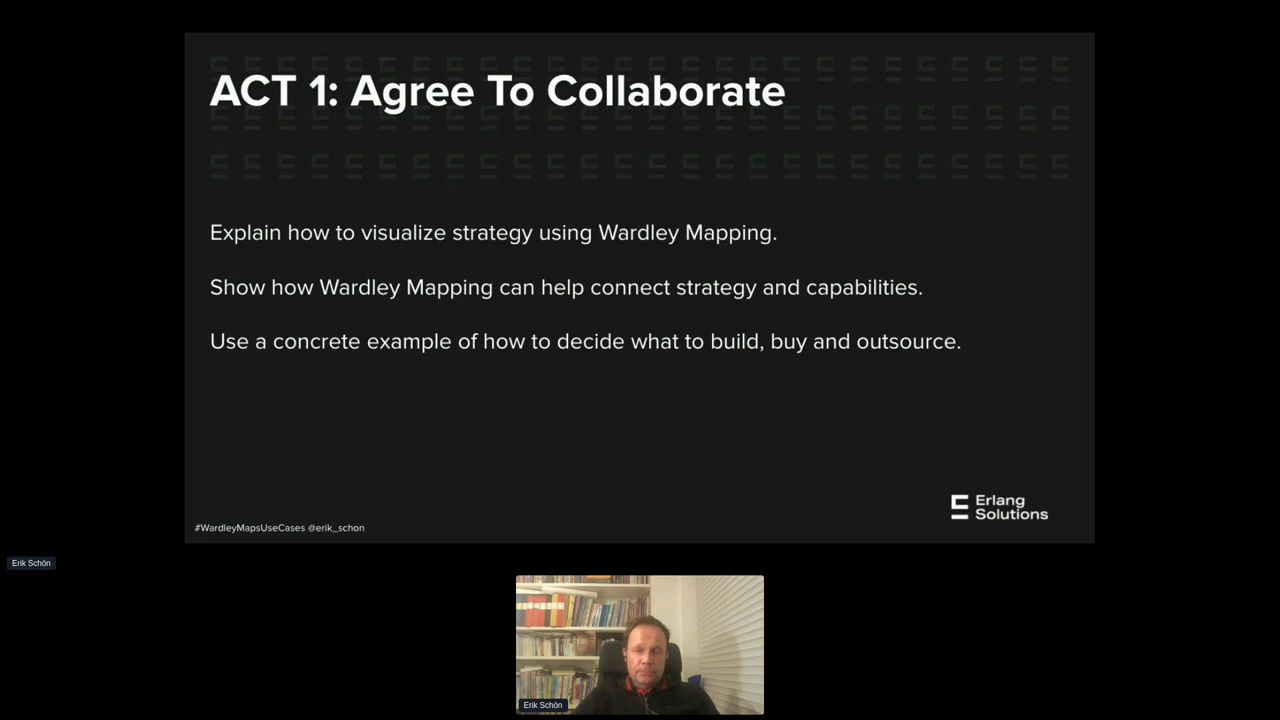 ACT 1: Agree To Collaborate
Explain how to visualize strategy using Wardley Mapping.
Show how Wardley Mapping can help connect strategy and capabilities.
Use a concrete example of how to decide what to build, buy and outsource.
Erlang
Solutions
#WardleyMapsUseCases @erik_schon
Erik Schön
Erik Schön